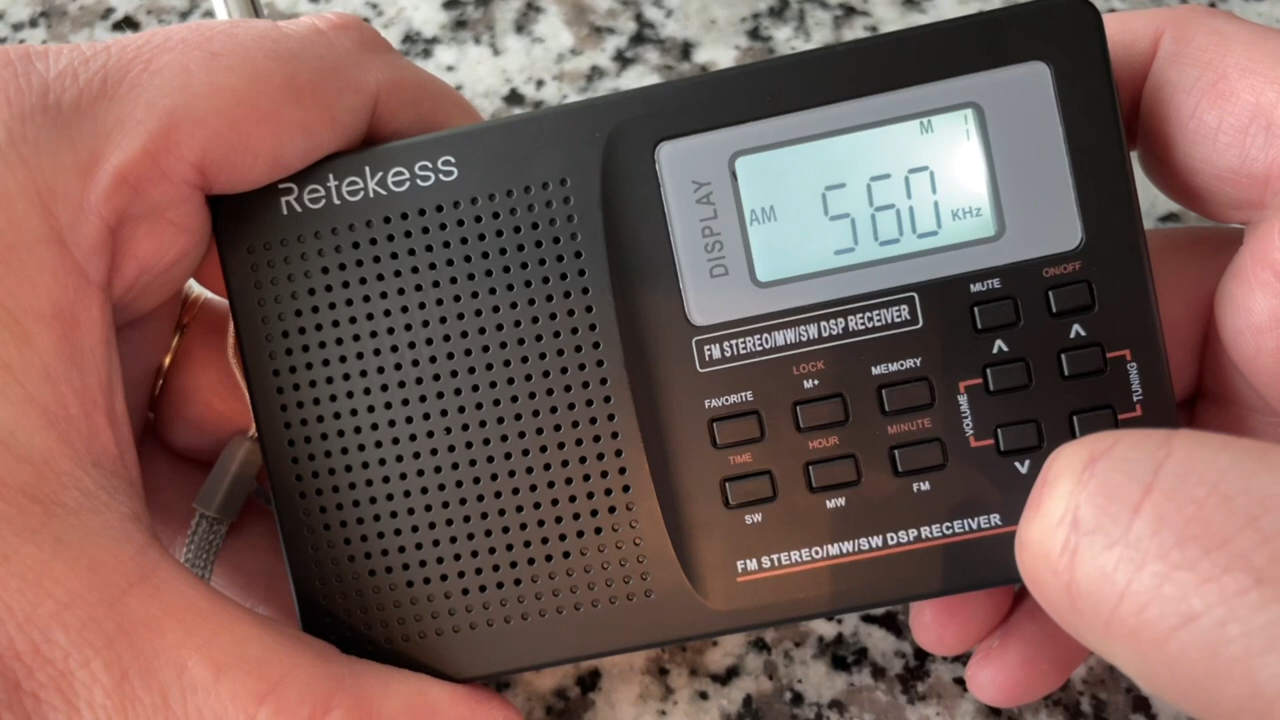 Retekess
DISPLAY
M 1
AM 560 KHz
FM STEREO/MW/SW DSP RECEIVER
MUTE
ON/OFF
LOCK
FAVORITE
M+
MEMORY
VOLUME
TUNING
TIME
HOUR
MINUTE
SW
MW
FM
FM STEREO/MW/SW DSP RECEIVER